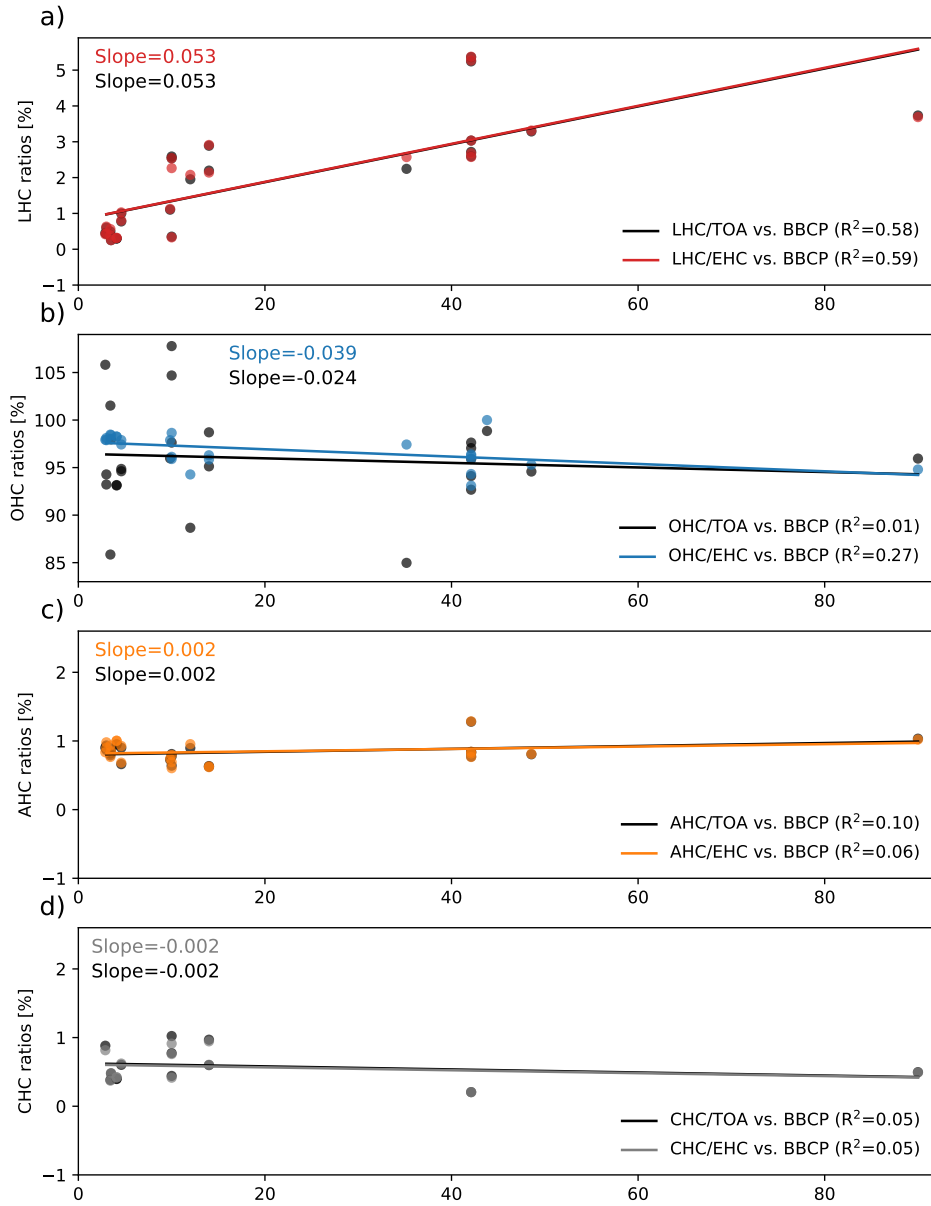 a)
Slope=0.053
Slope=0.053
LHC ratios [%]
5
4
3
2
1
0
−1
LHC/TOA vs. BBCP (R²=0.58)
LHC/EHC vs. BBCP (R²=0.59)
0 20 40 60 80
b)
Slope=-0.039
Slope=-0.024
OHC ratios [%]
105
100
95
90
85
OHC/TOA vs. BBCP (R²=0.01)
OHC/EHC vs. BBCP (R²=0.27)
0 20 40 60 80
c)
Slope=0.002
Slope=0.002
AHC ratios [%]
2
1
0
−1
AHC/TOA vs. BBCP (R²=0.10)
AHC/EHC vs. BBCP (R²=0.06)
0 20 40 60 80
d)
Slope=-0.002
Slope=-0.002
CHC ratios [%]
2
1
0
−1
CHC/TOA vs. BBCP (R²=0.05)
CHC/EHC vs. BBCP (R²=0.05)
0 20 40 60 80